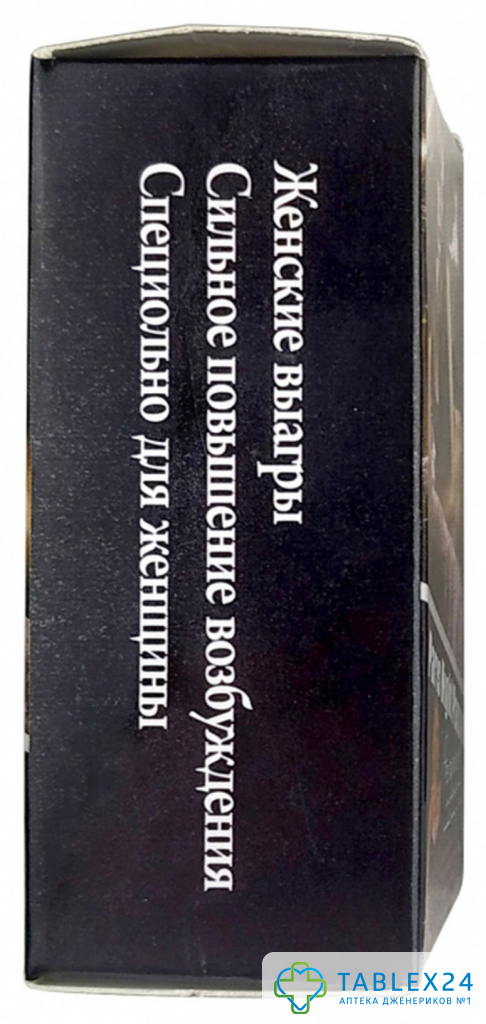 Женские выагры
Сильное повышение возбуждения
Специольно для женщины
TABLEX24
АПТЕКА ДЖЕНЕРИКОВ №1